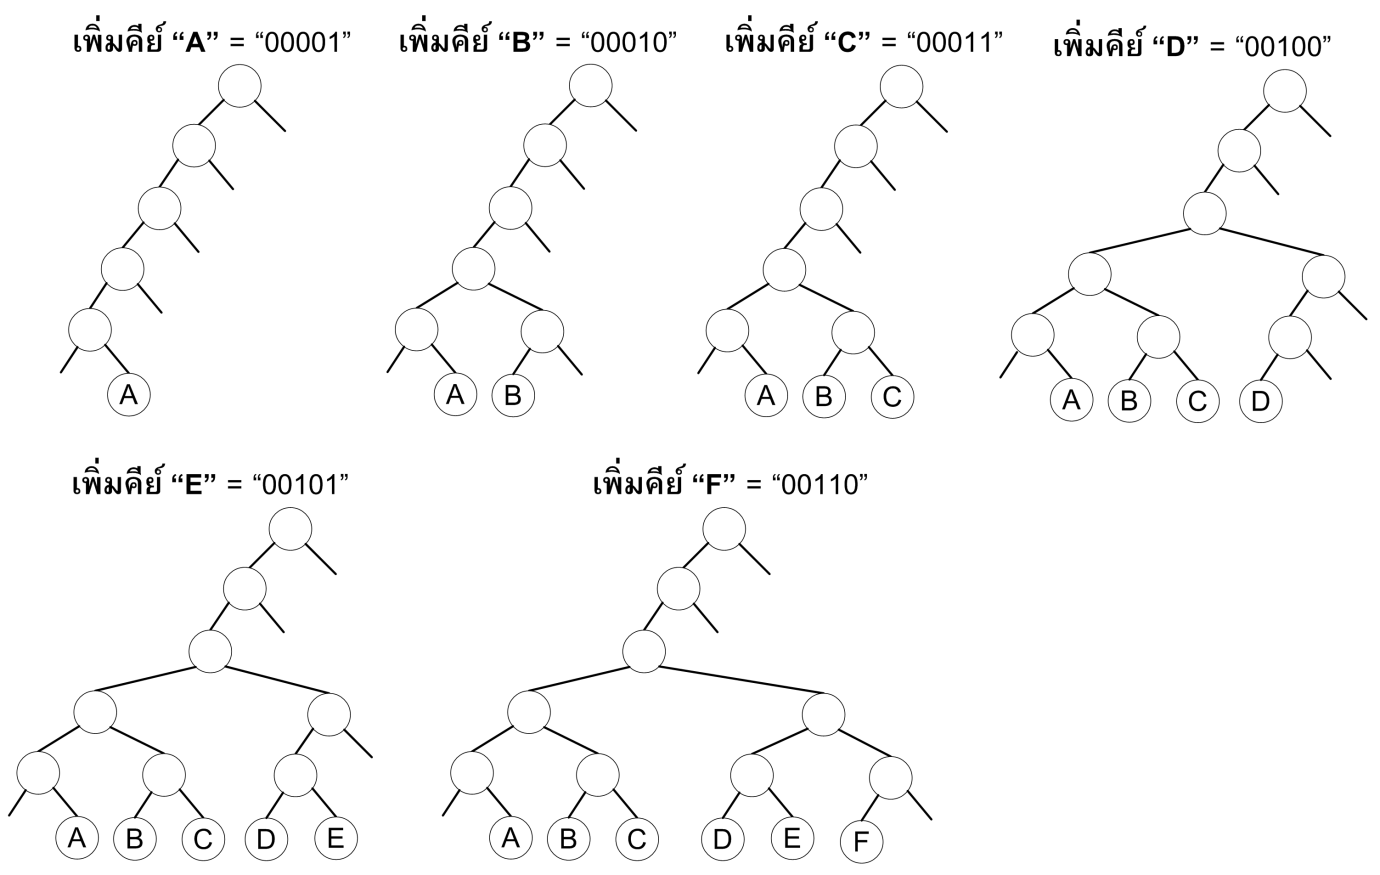 เพิ่มคีย์ “A” = “00001”
เพิ่มคีย์ “B” = “00010”
เพิ่มคีย์ “C” = “00011”
เพิ่มคีย์ “D” = “00100”
A
A B
A B C
A B C D
เพิ่มคีย์ “E” = “00101”
เพิ่มคีย์ “F” = “00110”
A B C D E
A B C D E F